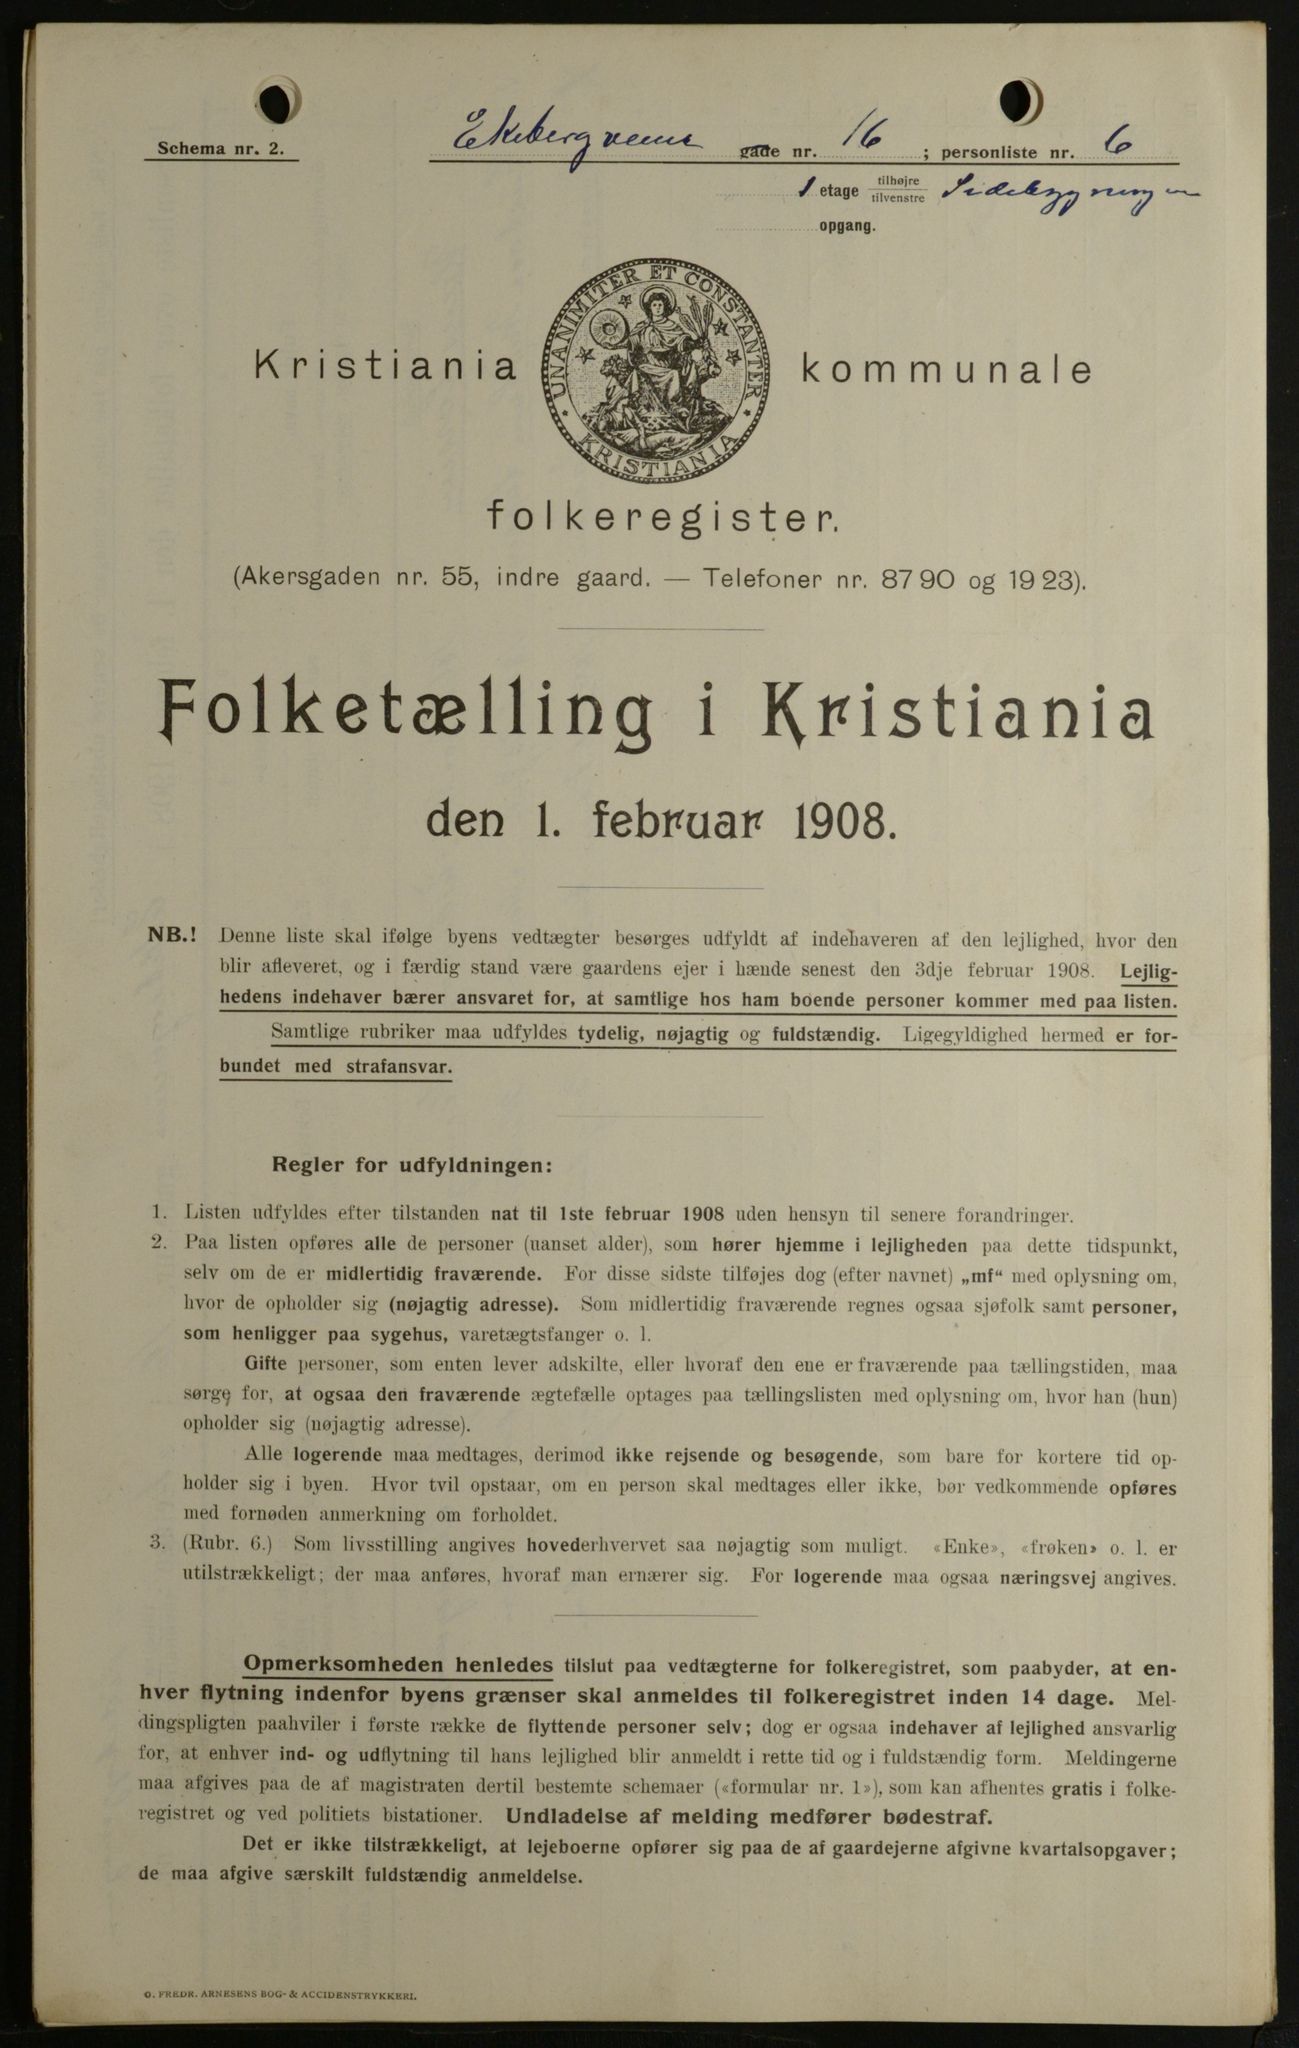 Schema nr. 2.
Ekebergveien gade nr. 16 ; personliste nr. 6
1 etage tilhøjre Sidebygningen
tilvenstre
opgang.
UNANIMITER ET CONSTANTER
KRISTIANIA
Kristiania kommunale
folkeregister.
(Akersgaden nr. 55, indre gaard. — Telefoner nr. 87 90 og 19 23).
Folketælling i Kristiania
den 1. februar 1908.
NB.! Denne liste skal ifølge byens vedtægter besørges udfyldt af indehaveren af den lejlighed, hvor den
blir afleveret, og i færdig stand være gaardens ejer i hænde senest den 3dje februar 1908. Lejlig-
hedens indehaver bærer ansvaret for, at samtlige hos ham boende personer kommer med paa listen.
Samtlige rubriker maa udfyldes tydelig, nøjagtig og fuldstændig. Ligegyldighed hermed er for-
bundet med strafansvar.
Regler for udfyldningen:
1. Listen udfyldes efter tilstanden nat til 1ste februar 1908 uden hensyn til senere forandringer.
2. Paa listen opføres alle de personer (uanset alder), som hører hjemme i lejligheden paa dette tidspunkt,
selv om de er midlertidig fraværende. For disse sidste tilføjes dog (efter navnet) „mf“ med oplysning om,
hvor de opholder sig (nøjagtig adresse). Som midlertidig fraværende regnes ogsaa sjøfolk samt personer,
som henligger paa sygehus, varetægtsfanger o. l.
Gifte personer, som enten lever adskilte, eller hvoraf den ene er fraværende paa tællingstiden, maa
sørge for, at ogsaa den fraværende ægtefælle optages paa tællingslisten med oplysning om, hvor han (hun)
opholder sig (nøjagtig adresse).
Alle logerende maa medtages, derimod ikke rejsende og besøgende, som bare for kortere tid op-
holder sig i byen. Hvor tvil opstaar, om en person skal medtages eller ikke, bør vedkommende opføres
med fornøden anmerkning om forholdet.
3. (Rubr. 6.) Som livsstilling angives hovederhvervet saa nøjagtig som muligt. «Enke», «frøken» o. l. er
utilstrækkeligt; der maa anføres, hvoraf man ernærer sig. For logerende maa ogsaa næringsvej angives.
Opmerksomheden henledes tilslut paa vedtægterne for folkeregistret, som paabyder, at en-
hver flytning indenfor byens grænser skal anmeldes til folkeregistret inden 14 dage. Mel-
dingspligten paahviler i første række de flyttende personer selv; dog er ogsaa indehaver af lejlighed ansvarlig
for, at enhver ind- og udflytning til hans lejlighed blir anmeldt i rette tid og i fuldstændig form. Meldingerne
maa afgives paa de af magistraten dertil bestemte schemaer («formular nr. 1»), som kan afhentes gratis i folke-
registret og ved politiets bistationer. Undladelse af melding medfører bødestraf.
Det er ikke tilstrækkeligt, at lejeboerne opfører sig paa de af gaardejerne afgivne kvartalsopgaver;
de maa afgive særskilt fuldstændig anmeldelse.
O. FREDR. ARNESENS BOG- & ACCIDENSTRYKKERI.